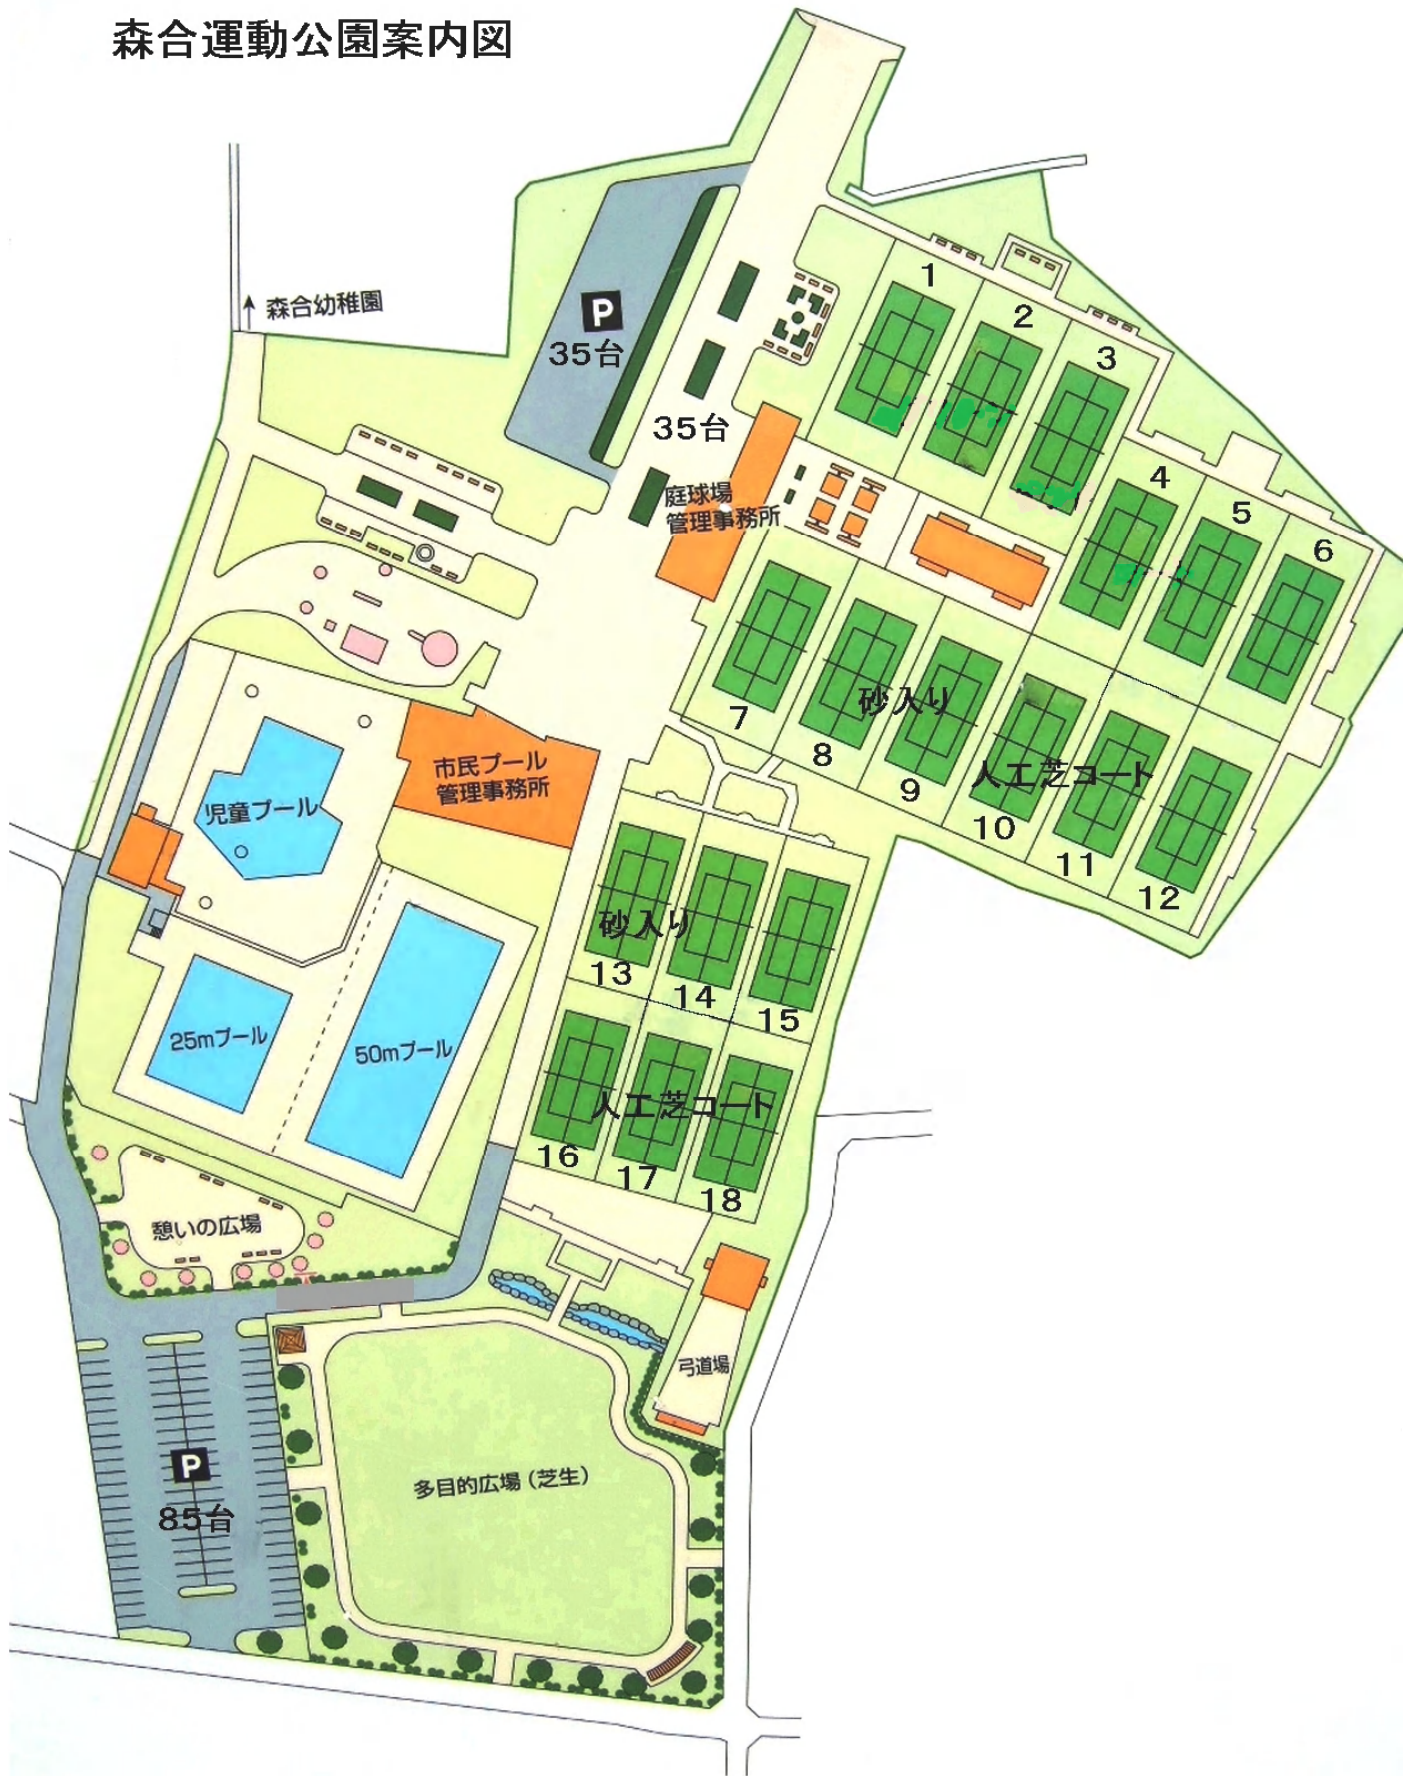 森合運動公園案内図
森合幼稚園
P
35台
35台
庭球場
管理事務所
1
2
3
4
5
6
7
8
9
10
11
12
砂入り
人工芝コート
市民プール
管理事務所
児童プール
25mプール
50mプール
砂入り
13
14
15
人工芝コート
16
17
18
憩いの広場
弓道場
多目的広場（芝生）
P
85台